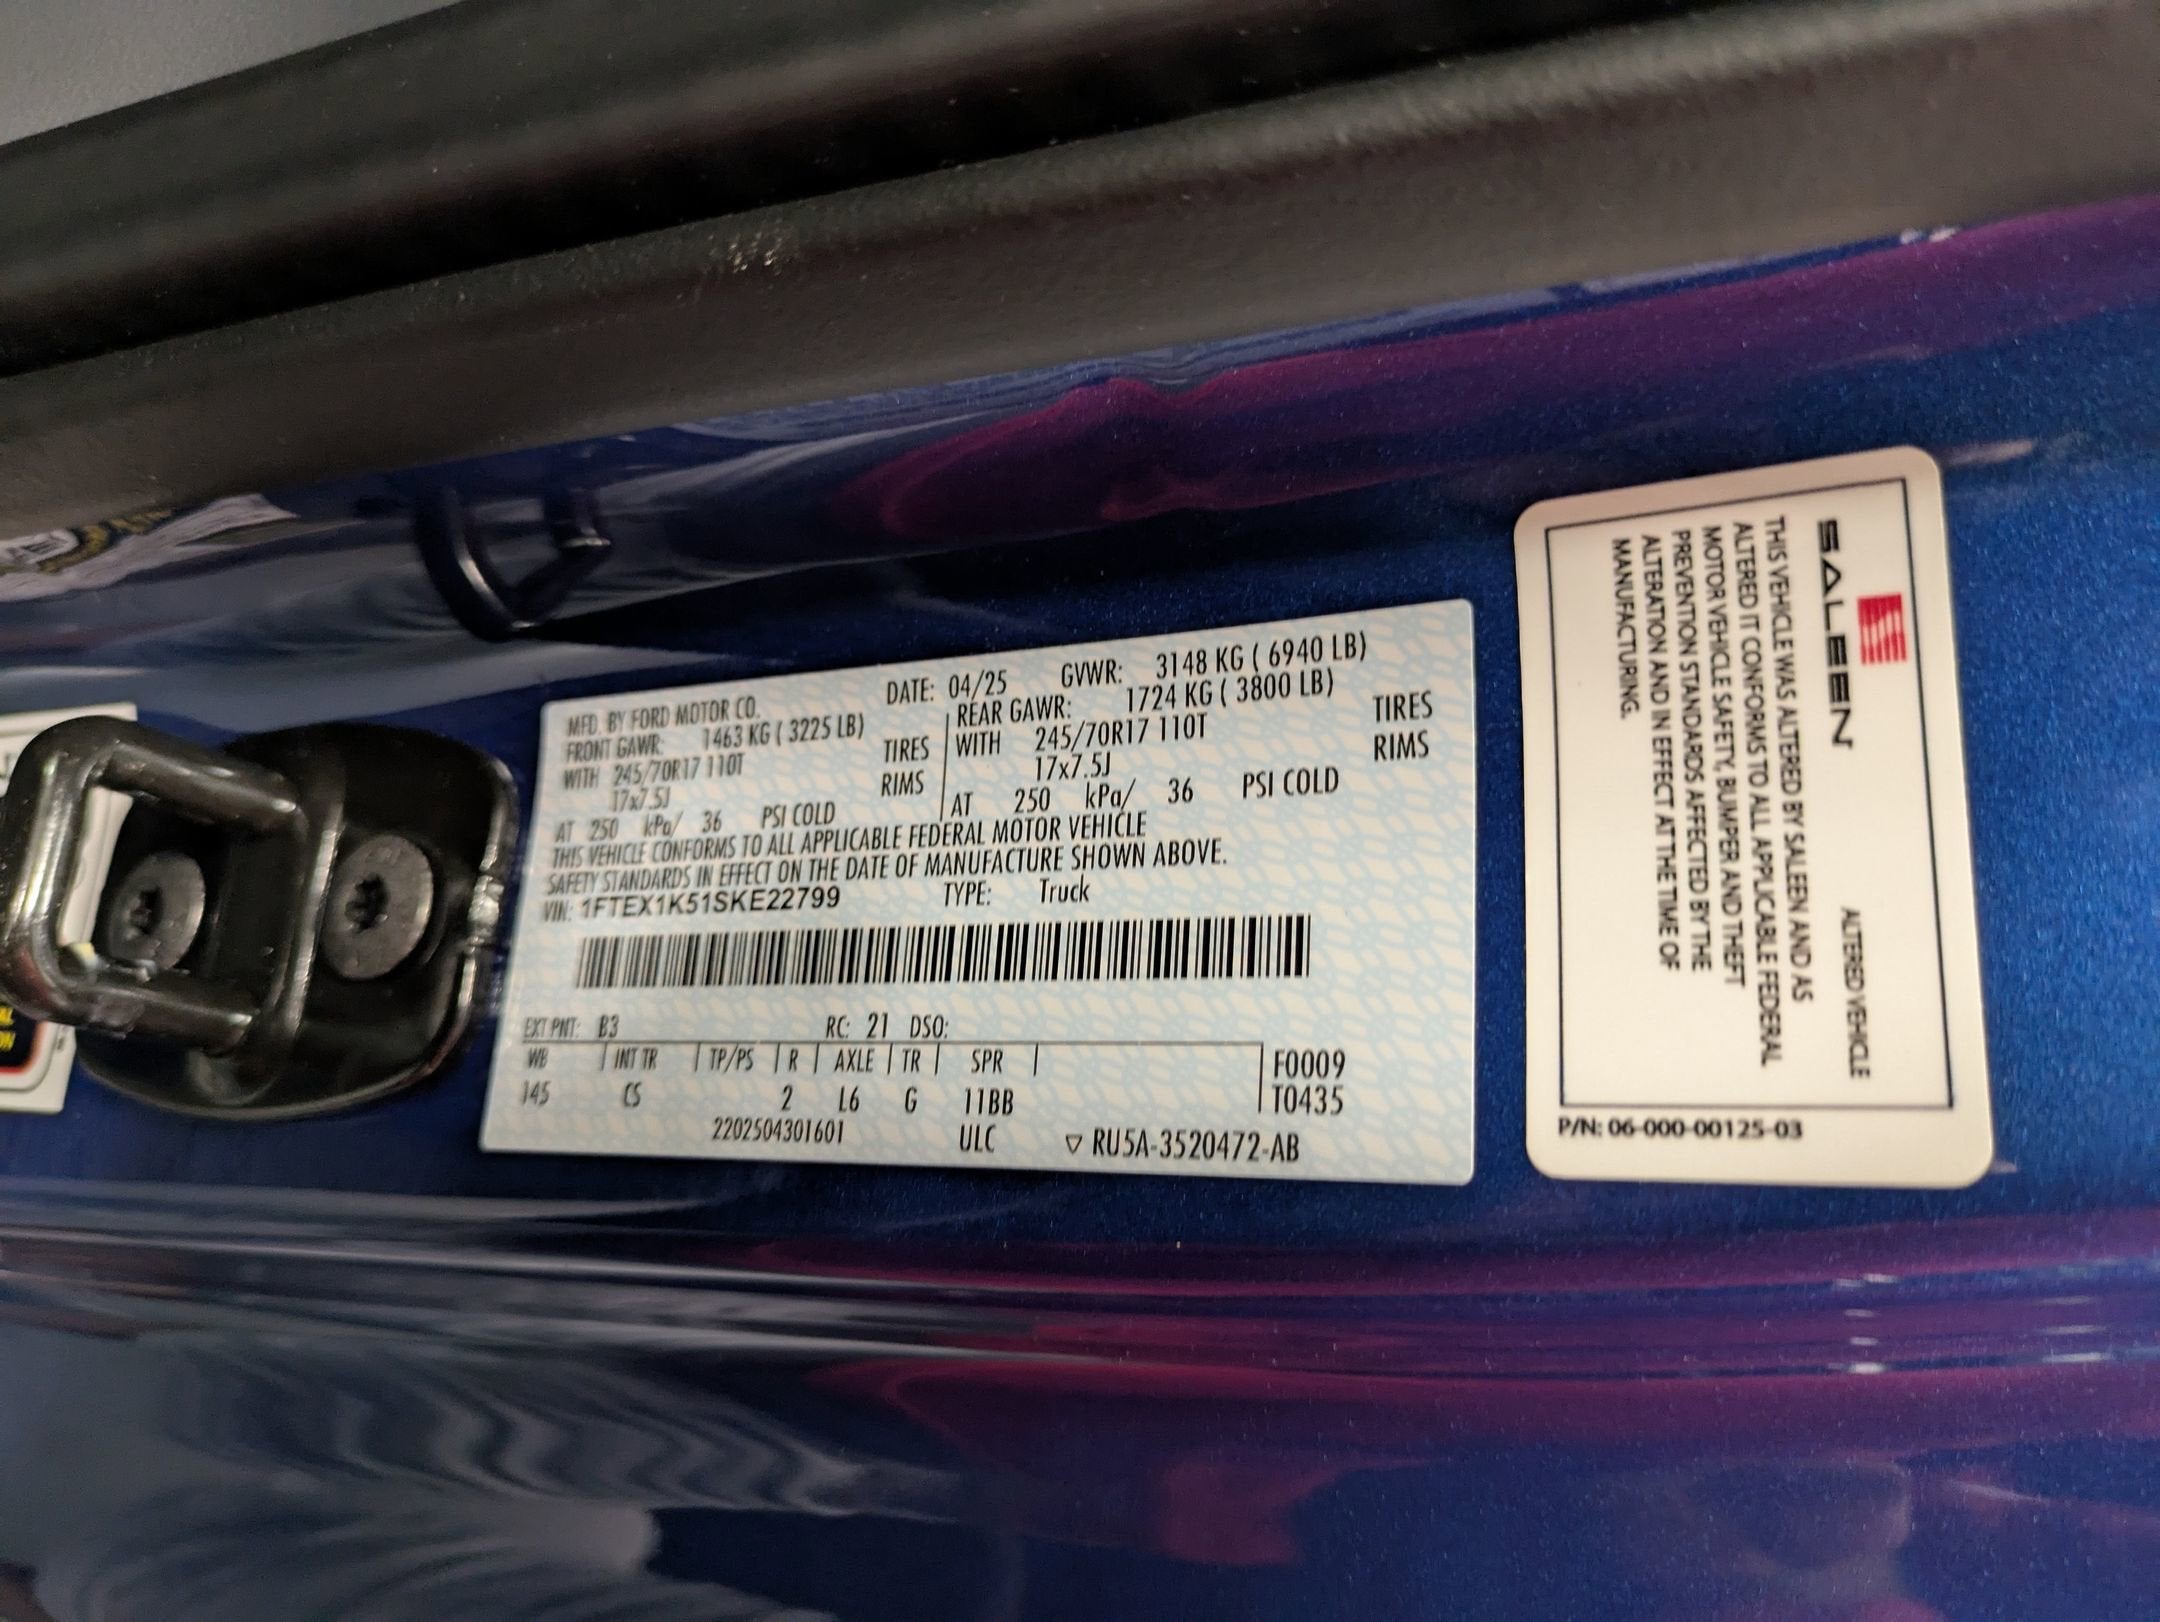 MFD. BY FORD MOTOR CO. DATE: 04/25 GVWR: 3148 KG ( 6940 LB)
FRONT GAWR: 1463 KG ( 3225 LB) REAR GAWR: 1724 KG ( 3800 LB)
WITH 245/70R17 110T TIRES WITH 245/70R17 110T TIRES
17x7.5J RIMS 17x7.5J RIMS
AT 250 kPa/ 36 PSI COLD AT 250 kPa/ 36 PSI COLD
THIS VEHICLE CONFORMS TO ALL APPLICABLE FEDERAL MOTOR VEHICLE
SAFETY STANDARDS IN EFFECT ON THE DATE OF MANUFACTURE SHOWN ABOVE.
VIN: 1FTEX1K51SKE22799 TYPE: Truck
EXT PNT: B3 RC: 21 DSO:
WB INT TR TP/PS R AXLE TR SPR F0009
145 CS 2 L6 G 11BB T0435
2202504301601 ULC ▽ RU5A-3520472-AB
SALEEN ALTERED VEHICLE
THIS VEHICLE WAS ALTERED BY SALEEN AND AS
ALTERED IT CONFORMS TO ALL APPLICABLE FEDERAL
MOTOR VEHICLE SAFETY, BUMPER AND THEFT
PREVENTION STANDARDS AFFECTED BY THE
ALTERATION AND IN EFFECT AT THE TIME OF
MANUFACTURING.
P/N: 06-000-00125-03